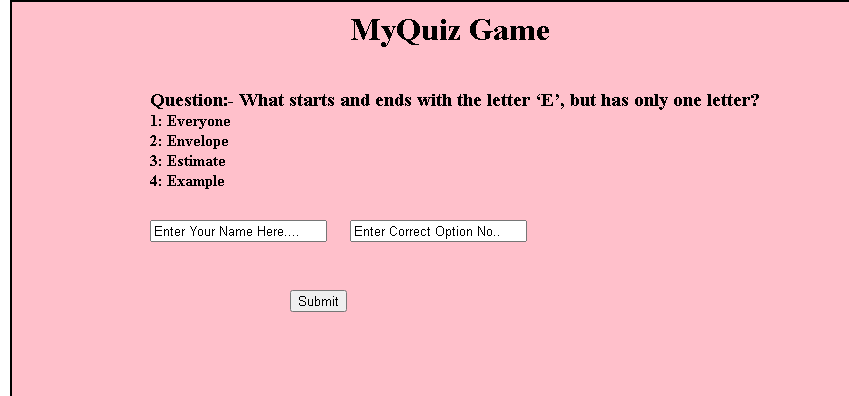 MyQuiz Game
Question:- What starts and ends with the letter ‘E’, but has only one letter?
1: Everyone
2: Envelope
3: Estimate
4: Example
Enter Your Name Here.... Enter Correct Option No..
Submit